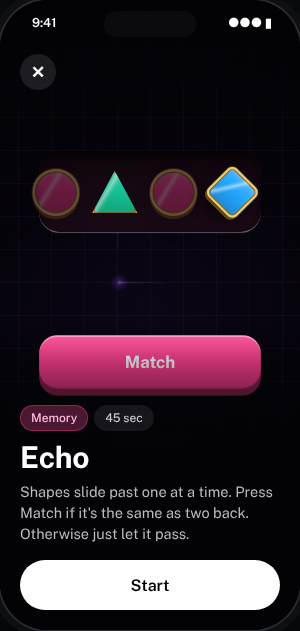 9:41
Match
Memory
45 sec
Echo
Shapes slide past one at a time. Press
Match if it's the same as two back.
Otherwise just let it pass.
Start